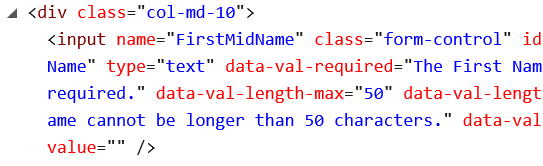 <div class="col-md-10">
<input name="FirstMidName" class="form-control" id
Name" type="text" data-val-required="The First Nam
required." data-val-length-max="50" data-val-lengt
ame cannot be longer than 50 characters." data-val
value="" />